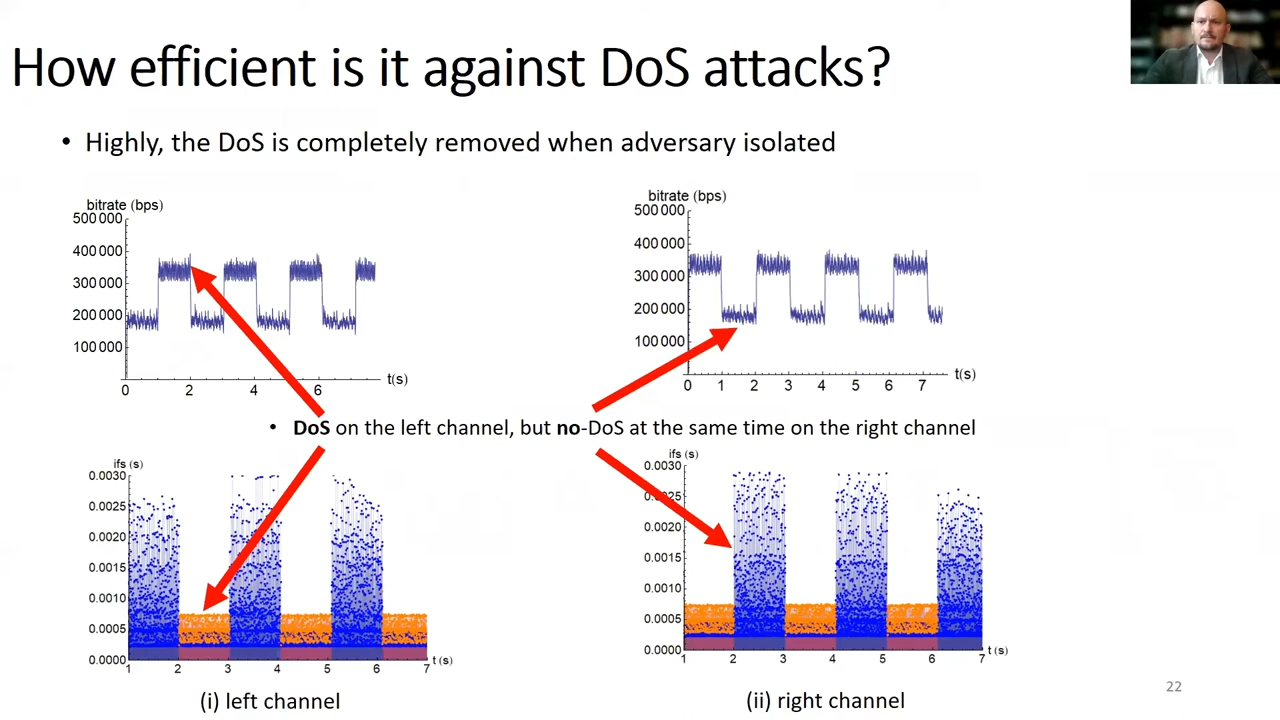 How efficient is it against DoS attacks?
• Highly, the DoS is completely removed when adversary isolated
bitrate (bps)
500 000
400 000
300 000
200 000
100 000
0 2 4 6 t(s)
bitrate (bps)
500 000
400 000
300 000
200 000
100 000
0 1 2 3 4 5 6 7 t(s)
• DoS on the left channel, but no-DoS at the same time on the right channel
ifs (s)
0.0030
0.0025
0.0020
0.0015
0.0010
0.0005
0.0000
1 2 3 4 5 6 7 t (s)
(i) left channel
ifs (s)
0.0030
0.0025
0.0020
0.0015
0.0010
0.0005
0.0000
1 2 3 4 5 6 7 t (s)
(ii) right channel
22